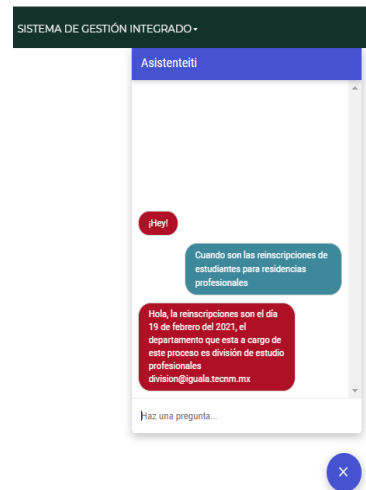 SISTEMA DE GESTIÓN INTEGRADO
Asistenteiti
¡Hey!
Cuando son las reinscripciones de
estudiantes para residencias
profesionales
Hola, la reinscripciones son el día
19 de febrero del 2021, el
departamento que esta a cargo de
este proceso es división de estudio
profesionales
division@iguala.tecnm.mx
Haz una pregunta...